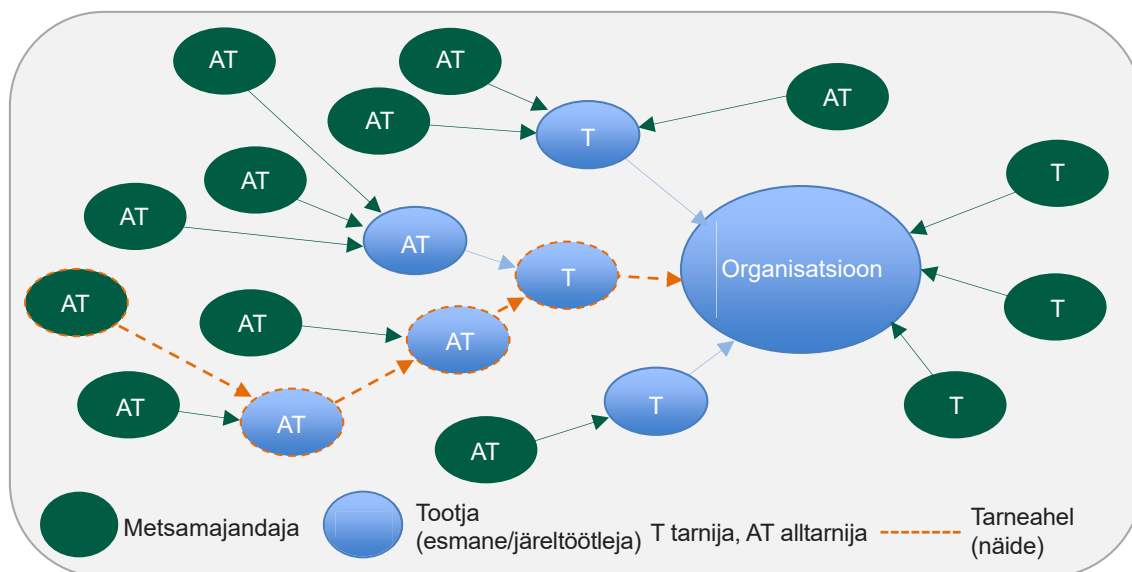 AT
AT
AT
AT
T
AT
T
AT
AT
AT
T
Organisatsioon
AT
T
AT
AT
AT
AT
T
T
AT
Metsamajandaja
Tootja
(esmane/järeltöötleja)
T tarnija, AT alltarnija
Tarneahel
(näide)